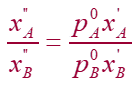 x"_A / x"_B = p^0_A x'_A / p^0_B x'_B